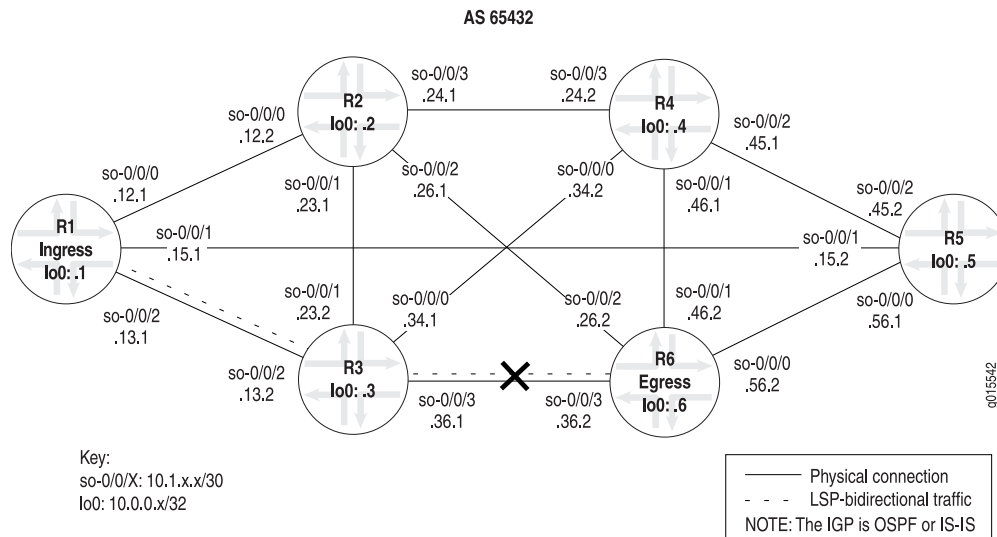 AS 65432
so-0/0/3
.24.1
so-0/0/3
.24.2
R2
lo0: .2
R4
lo0: .4
so-0/0/0
.12.2
so-0/0/2
.45.1
so-0/0/0
.12.1
so-0/0/1
.23.1
so-0/0/2
.26.1
so-0/0/0
.34.2
so-0/0/1
.46.1
so-0/0/2
.45.2
R1
Ingress
lo0: .1
so-0/0/1
.15.1
so-0/0/1
.15.2
R5
lo0: .5
so-0/0/2
.13.1
so-0/0/1
.23.2
so-0/0/0
.34.1
so-0/0/2
.26.2
so-0/0/1
.46.2
so-0/0/0
.56.1
so-0/0/2
.13.2
R3
lo0: .3
R6
Egress
lo0: .6
so-0/0/0
.56.2
so-0/0/3
.36.1
so-0/0/3
.36.2
g015542
Key:
so-0/0/X: 10.1.x.x/30
lo0: 10.0.0.x/32
Physical connection
LSP-bidirectional traffic
NOTE: The IGP is OSPF or IS-IS